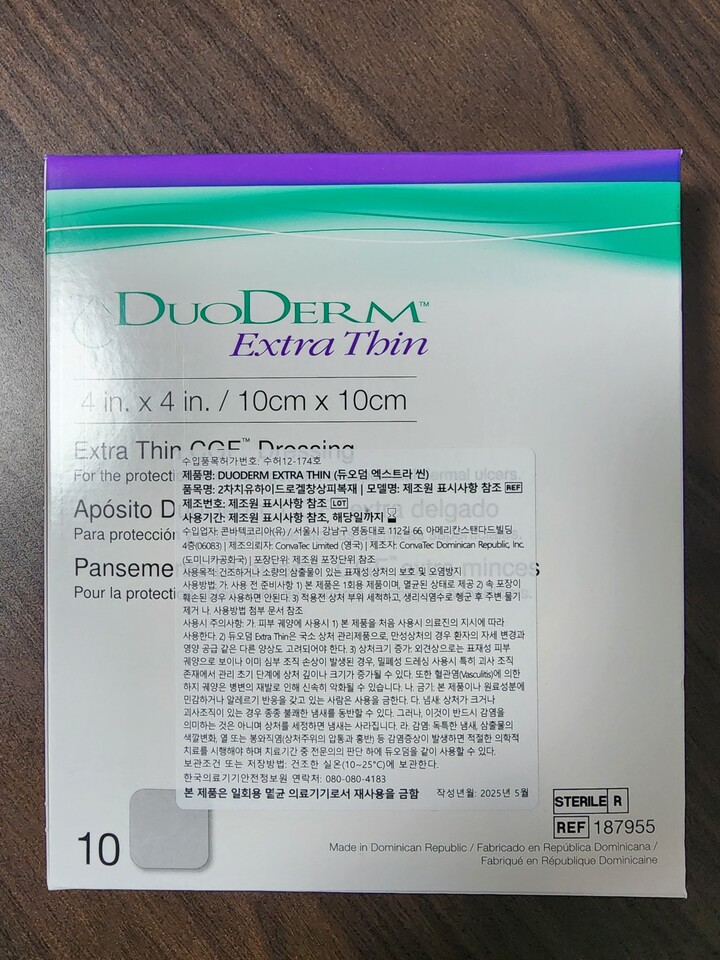 DUODERM™
Extra Thin
4 in. x 4 in. / 10cm x 10cm
Extra Thin CGF™ Dressing
For the protecti
ermal ulcers.
Apósito D
extra delgado
Para protección
Panseme
extra-minces
Pour la protecti
수입품목허가번호: 수허12-174호
제품명: DUODERM EXTRA THIN (듀오덤 엑스트라 씬)
품목명: 2차치유하이드로겔창상피복재 | 모델명: 제조원 표시사항 참조 REF
제조번호: 제조원 표시사항 참조 LOT
사용기간: 제조원 표시사항 참조, 해당일까지
수입업자: 콘바텍코리아(유) / 서울시 강남구 영동대로 112길 66, 아메리칸스탠다드빌딩
4층(06083) | 제조의뢰자: ConvaTec Limited (영국) | 제조자: ConvaTec Dominican Republic, Inc.
(도미니카공화국) | 포장단위: 제조원 포장단위 참조
사용목적: 건조하거나 소량의 삼출물이 있는 표재성 상처의 보호 및 오염방지
사용방법: 가. 사용 전 준비사항 1) 본 제품은 1회용 제품이며, 멸균된 상태로 제공 2) 속 포장이
훼손된 경우 사용하면 안된다. 3) 적용전 상처 부위 세척하고, 생리식염수로 헹군 후 주변 물기
제거 나. 사용방법 첨부 문서 참조
사용시 주의사항: 가. 피부 궤양에 사용시 1) 본 제품을 처음 사용시 의료진의 지시에 따라
사용한다. 2) 듀오덤 Extra Thin은 국소 상처 관리제품으로, 만성상처의 경우 환자의 자세 변경과
영양 공급 같은 다른 양상도 고려되어야 한다. 3) 상처크기 증가: 외견상으로는 표재성 피부
궤양으로 보이나 이미 심부 조직 손상이 발생된 경우, 밀폐성 드레싱 사용시 특히 괴사 조직
존재에서 관리 초기 단계에 상처 깊이나 크기가 증가될 수 있다. 또한 혈관염(Vasculitis)에 의한
하지 궤양은 병변의 재발로 인해 신속히 악화될 수 있습니다. 나. 금기: 본 제품이나 원료성분에
민감하거나 알레르기 반응을 갖고 있는 사람은 사용을 금한다. 다. 냄새: 상처가 크거나
괴사조직이 있는 경우 종종 불쾌한 냄새를 동반할 수 있다. 그러나, 이것이 반드시 감염을
의미하는 것은 아니며 상처를 세정하면 냄새는 사라집니다. 라. 감염: 독특한 냄새, 삼출물의
색깔변화, 열 또는 봉와직염(상처주위의 압통과 홍반) 등 감염증상이 발생하면 적절한 의학적
치료를 시행해야 하며 치료기간 중 전문의의 판단 하에 듀오덤을 같이 사용할 수 있다.
보관조건 또는 저장방법: 건조한 실온(10~25°C)에 보관한다.
한국의료기기안전정보원 연락처: 080-080-4183
본 제품은 일회용 멸균 의료기기로서 재사용을 금함 작성년월: 2025년 5월
10
STERILE R
REF 187955
Made in Dominican Republic / Fabricado en República Dominicana /
Fabriqué en République Dominicaine